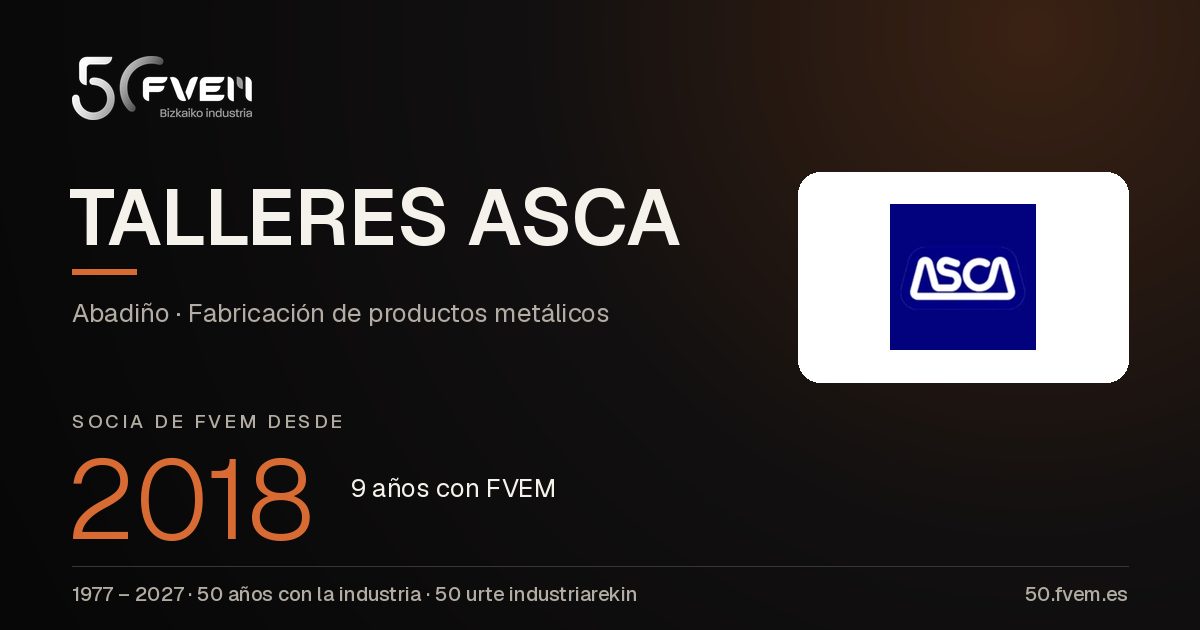 50 FVEM
Bizkaiko industria
TALLERES ASCA
ASCA
Abadiño · Fabricación de productos metálicos
SOCIA DE FVEM DESDE
2018
9 años con FVEM
1977 – 2027 · 50 años con la industria · 50 urte industriarekin
50.fvem.es